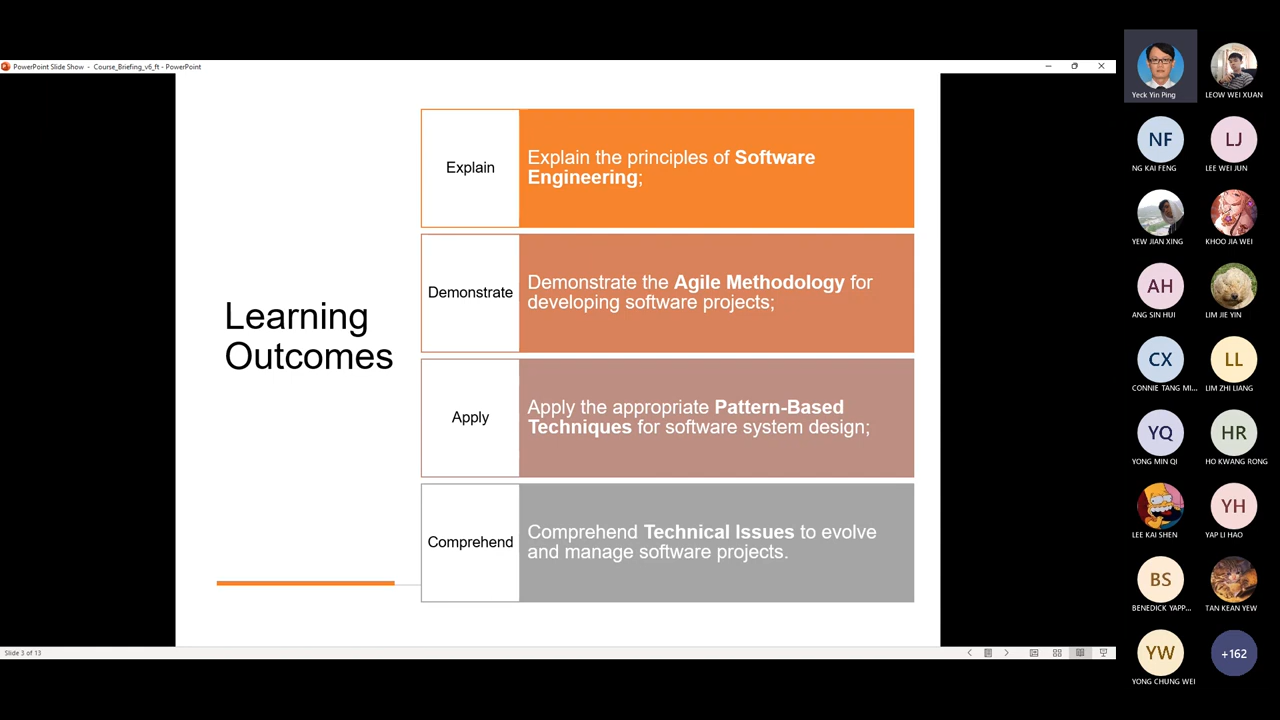 PowerPoint Slide Show - Course_Briefing_v6_ft - PowerPoint
Learning
Outcomes
Explain
Explain the principles of Software
Engineering;
Demonstrate
Demonstrate the Agile Methodology for
developing software projects;
Apply
Apply the appropriate Pattern-Based
Techniques for software system design;
Comprehend
Comprehend Technical Issues to evolve
and manage software projects.
Slide 3 of 13
Yeck Yin Ping
LEOW WEI XUAN
NF
NG KAI FENG
LJ
LEE WEI JUN
YEW JIAN XING
KHOO JIA WEI
AH
ANG SIN HUI
LIM JIE YIN
CX
CONNIE TANG MI...
LL
LIM ZHI LIANG
YQ
YONG MIN QI
HR
HO KWANG RONG
LEE KAI SHEN
YH
YAP LI HAO
BS
BENEDICK YAPP...
TAN KEAN YEW
YW
YONG CHUNG WEI
+162